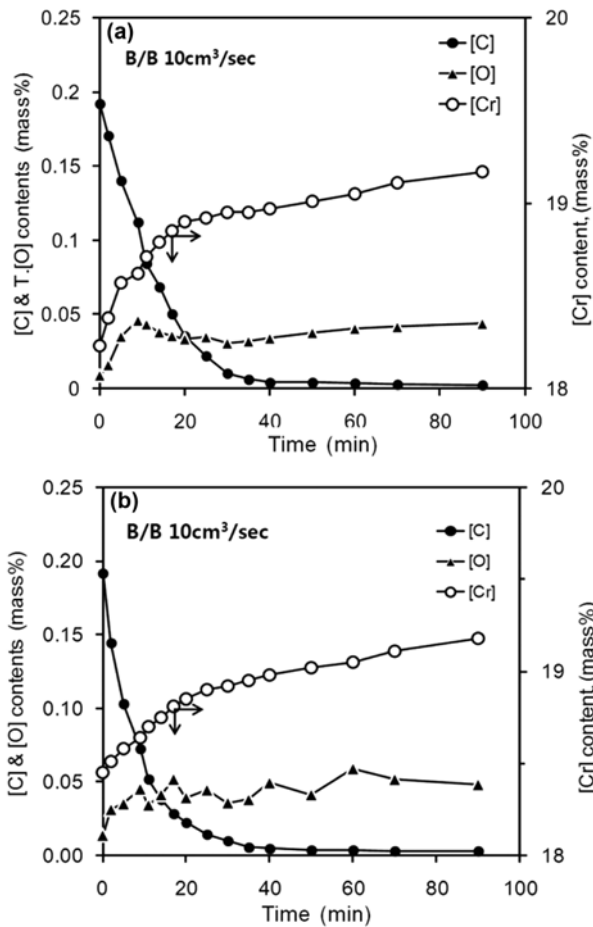 (a)
B/B 10cm³/sec
[C]
[O]
[Cr]
[C] & T.[O] contents (mass%)
0.25
0.2
0.15
0.1
0.05
0
20
19
18
[Cr] content, (mass%)
0 20 40 60 80 100
Time (min)
(b)
B/B 10cm³/sec
[C]
[O]
[Cr]
[C] & [O] contents (mass%)
0.25
0.20
0.15
0.10
0.05
0.00
20
19
18
[Cr] content, (mass%)
0 20 40 60 80 100
Time (min)